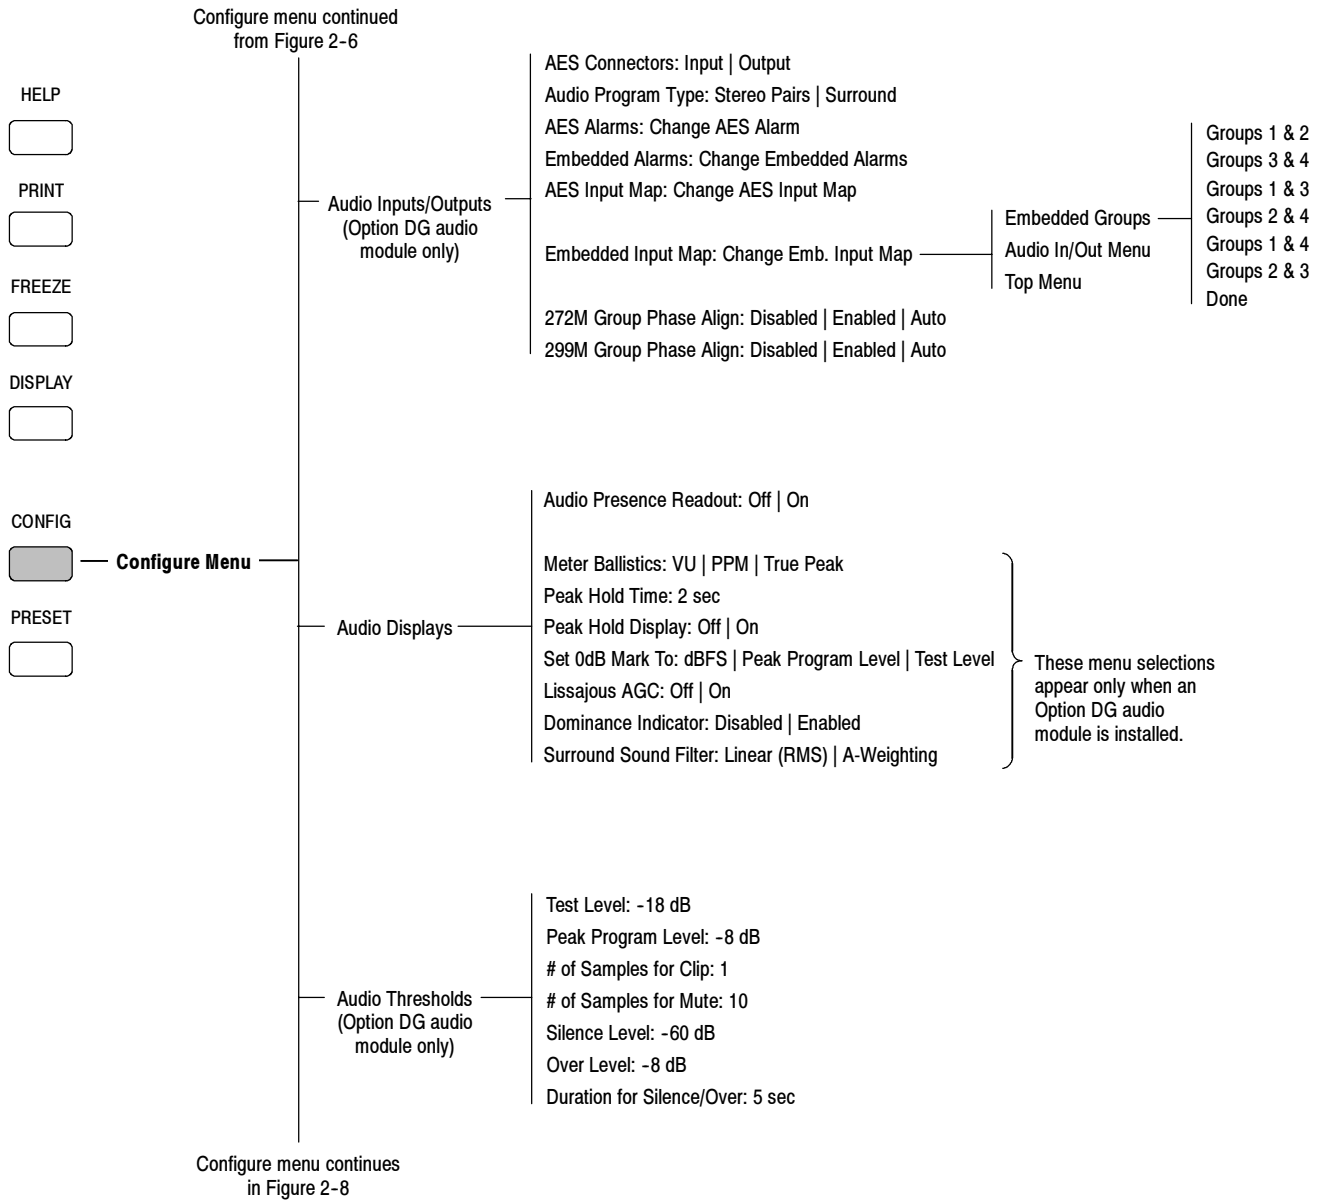 Configure menu continued
from Figure 2-6
HELP
PRINT
FREEZE
DISPLAY
CONFIG
PRESET
Configure Menu
Audio Inputs/Outputs
(Option DG audio
module only)
AES Connectors: Input | Output
Audio Program Type: Stereo Pairs | Surround
AES Alarms: Change AES Alarm
Embedded Alarms: Change Embedded Alarms
AES Input Map: Change AES Input Map
Embedded Input Map: Change Emb. Input Map
272M Group Phase Align: Disabled | Enabled | Auto
299M Group Phase Align: Disabled | Enabled | Auto
Embedded Groups
Audio In/Out Menu
Top Menu
Groups 1 & 2
Groups 3 & 4
Groups 1 & 3
Groups 2 & 4
Groups 1 & 4
Groups 2 & 3
Done
Audio Displays
Audio Presence Readout: Off | On
Meter Ballistics: VU | PPM | True Peak
Peak Hold Time: 2 sec
Peak Hold Display: Off | On
Set 0dB Mark To: dBFS | Peak Program Level | Test Level
Lissajous AGC: Off | On
Dominance Indicator: Disabled | Enabled
Surround Sound Filter: Linear (RMS) | A-Weighting
These menu selections
appear only when an
Option DG audio
module is installed.
Audio Thresholds
(Option DG audio
module only)
Test Level: -18 dB
Peak Program Level: -8 dB
# of Samples for Clip: 1
# of Samples for Mute: 10
Silence Level: -60 dB
Over Level: -8 dB
Duration for Silence/Over: 5 sec
Configure menu continues
in Figure 2-8